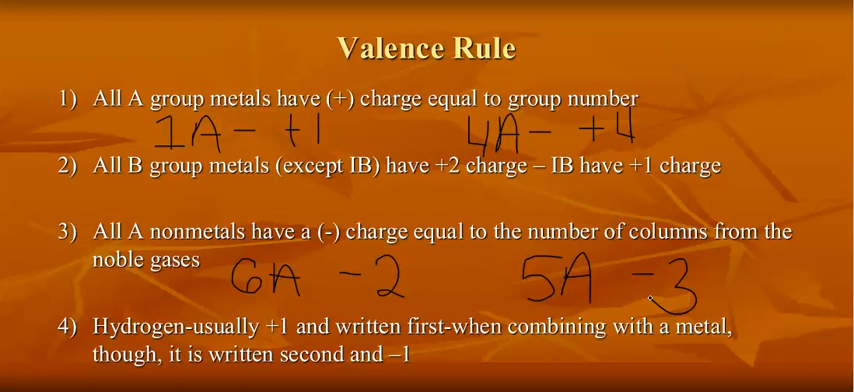 Valence Rule
1) All A group metals have (+) charge equal to group number
1A - +1 4A - +4
2) All B group metals (except IB) have +2 charge – IB have +1 charge
3) All A nonmetals have a (-) charge equal to the number of columns from the
noble gases
6A - 2 5A - 3
4) Hydrogen-usually +1 and written first-when combining with a metal,
though, it is written second and –1